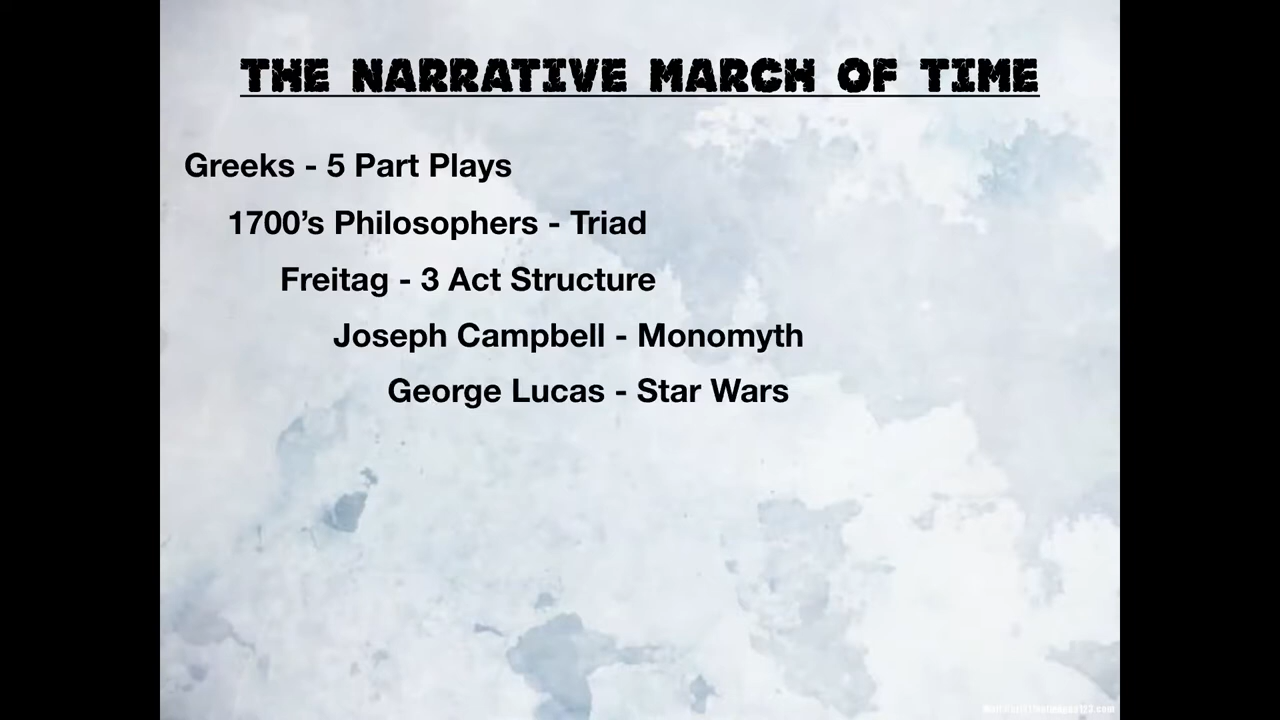 THE NARRATIVE MARCH OF TIME
Greeks - 5 Part Plays
1700’s Philosophers - Triad
Freitag - 3 Act Structure
Joseph Campbell - Monomyth
George Lucas - Star Wars